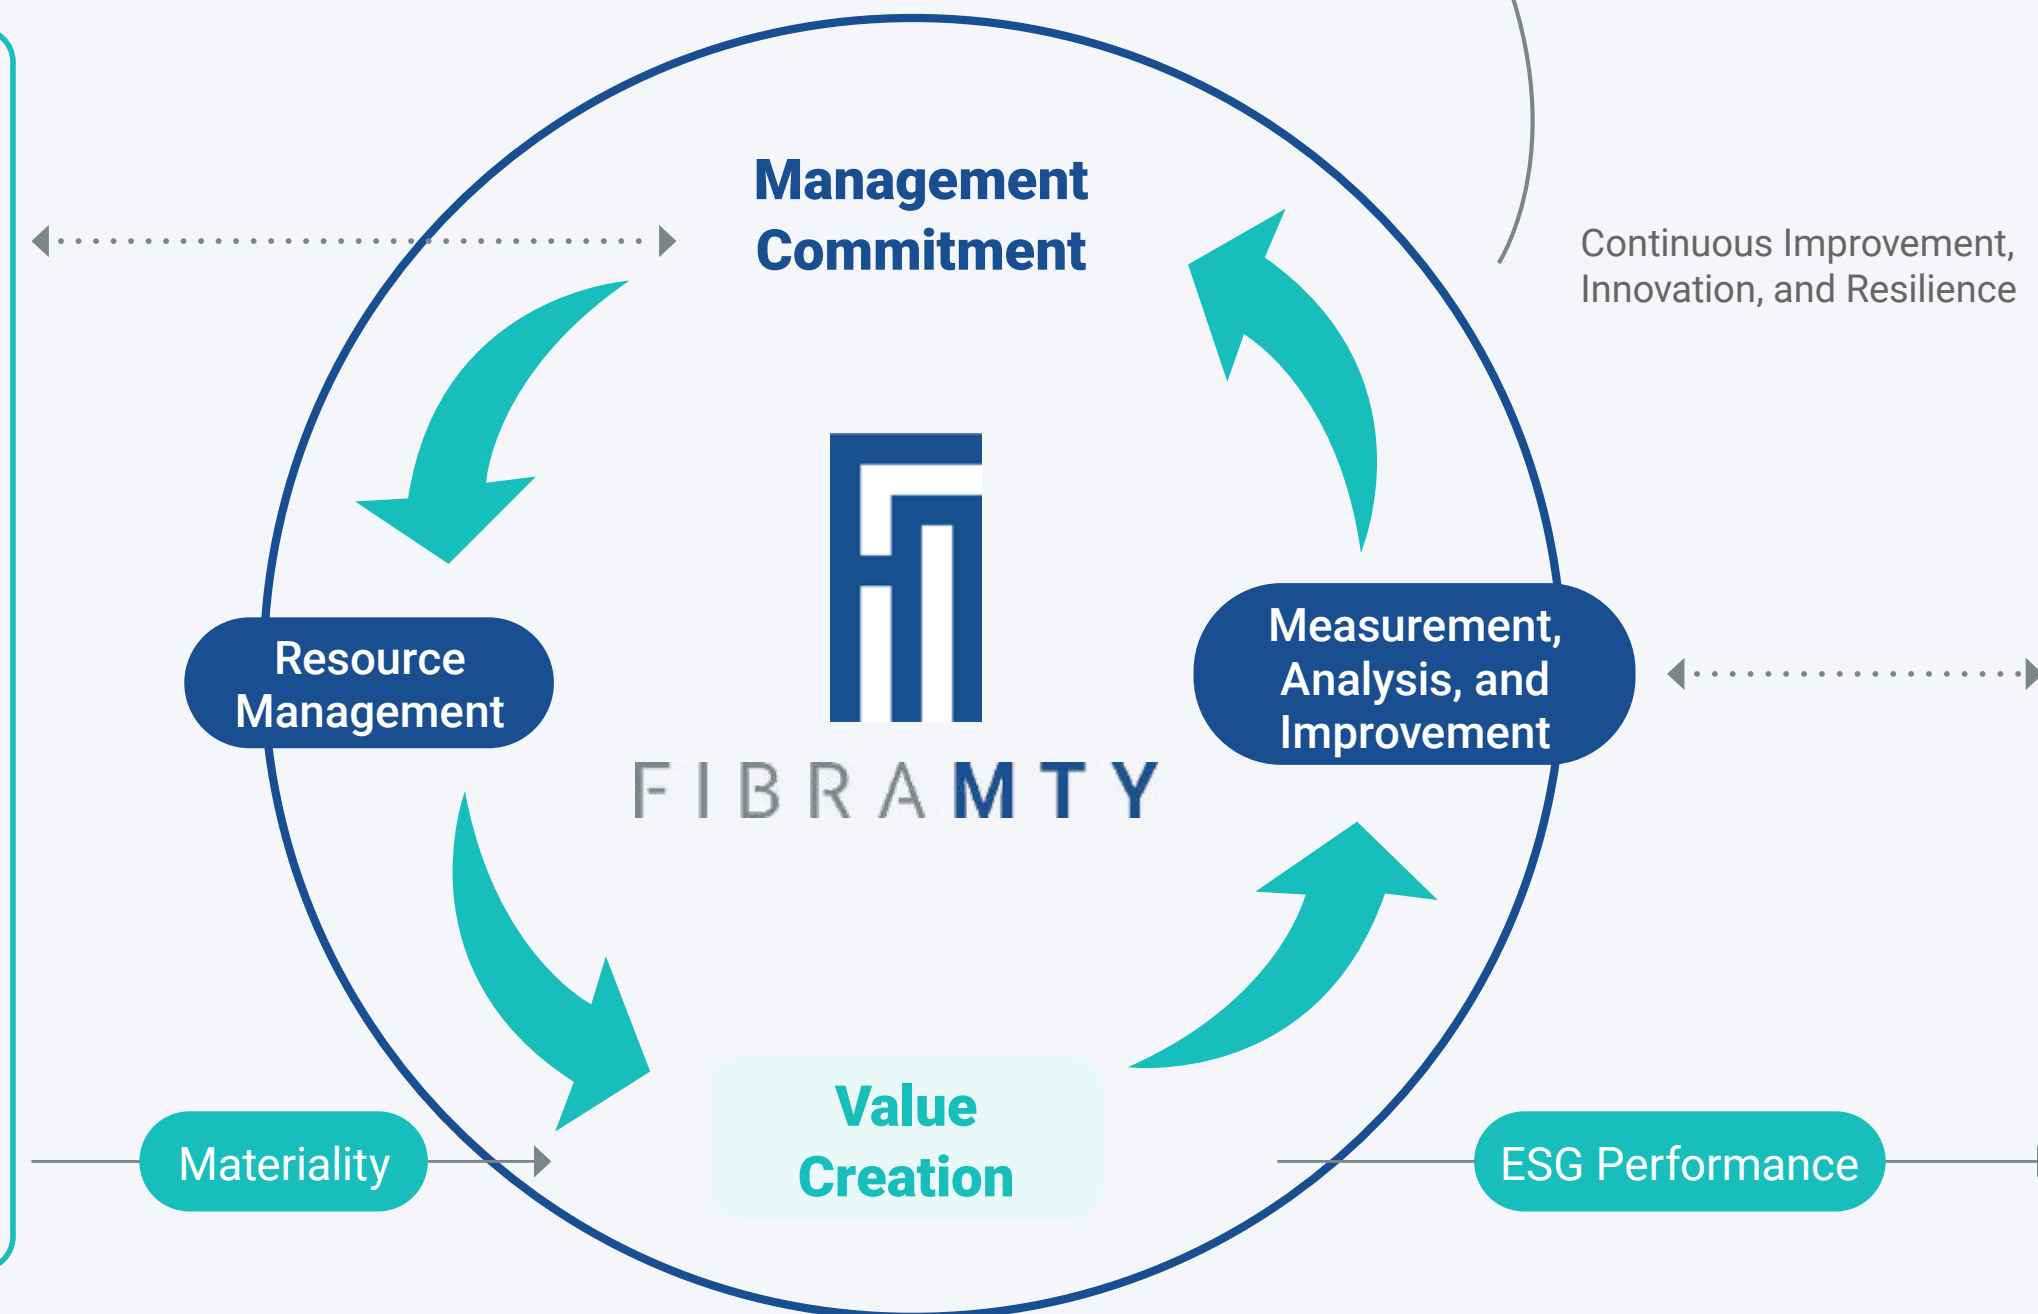 Management
Commitment
Continuous Improvement,
Innovation, and Resilience
Resource
Management
Measurement,
Analysis, and
Improvement
FIBRAMTY
Value
Creation
Materiality
ESG Performance